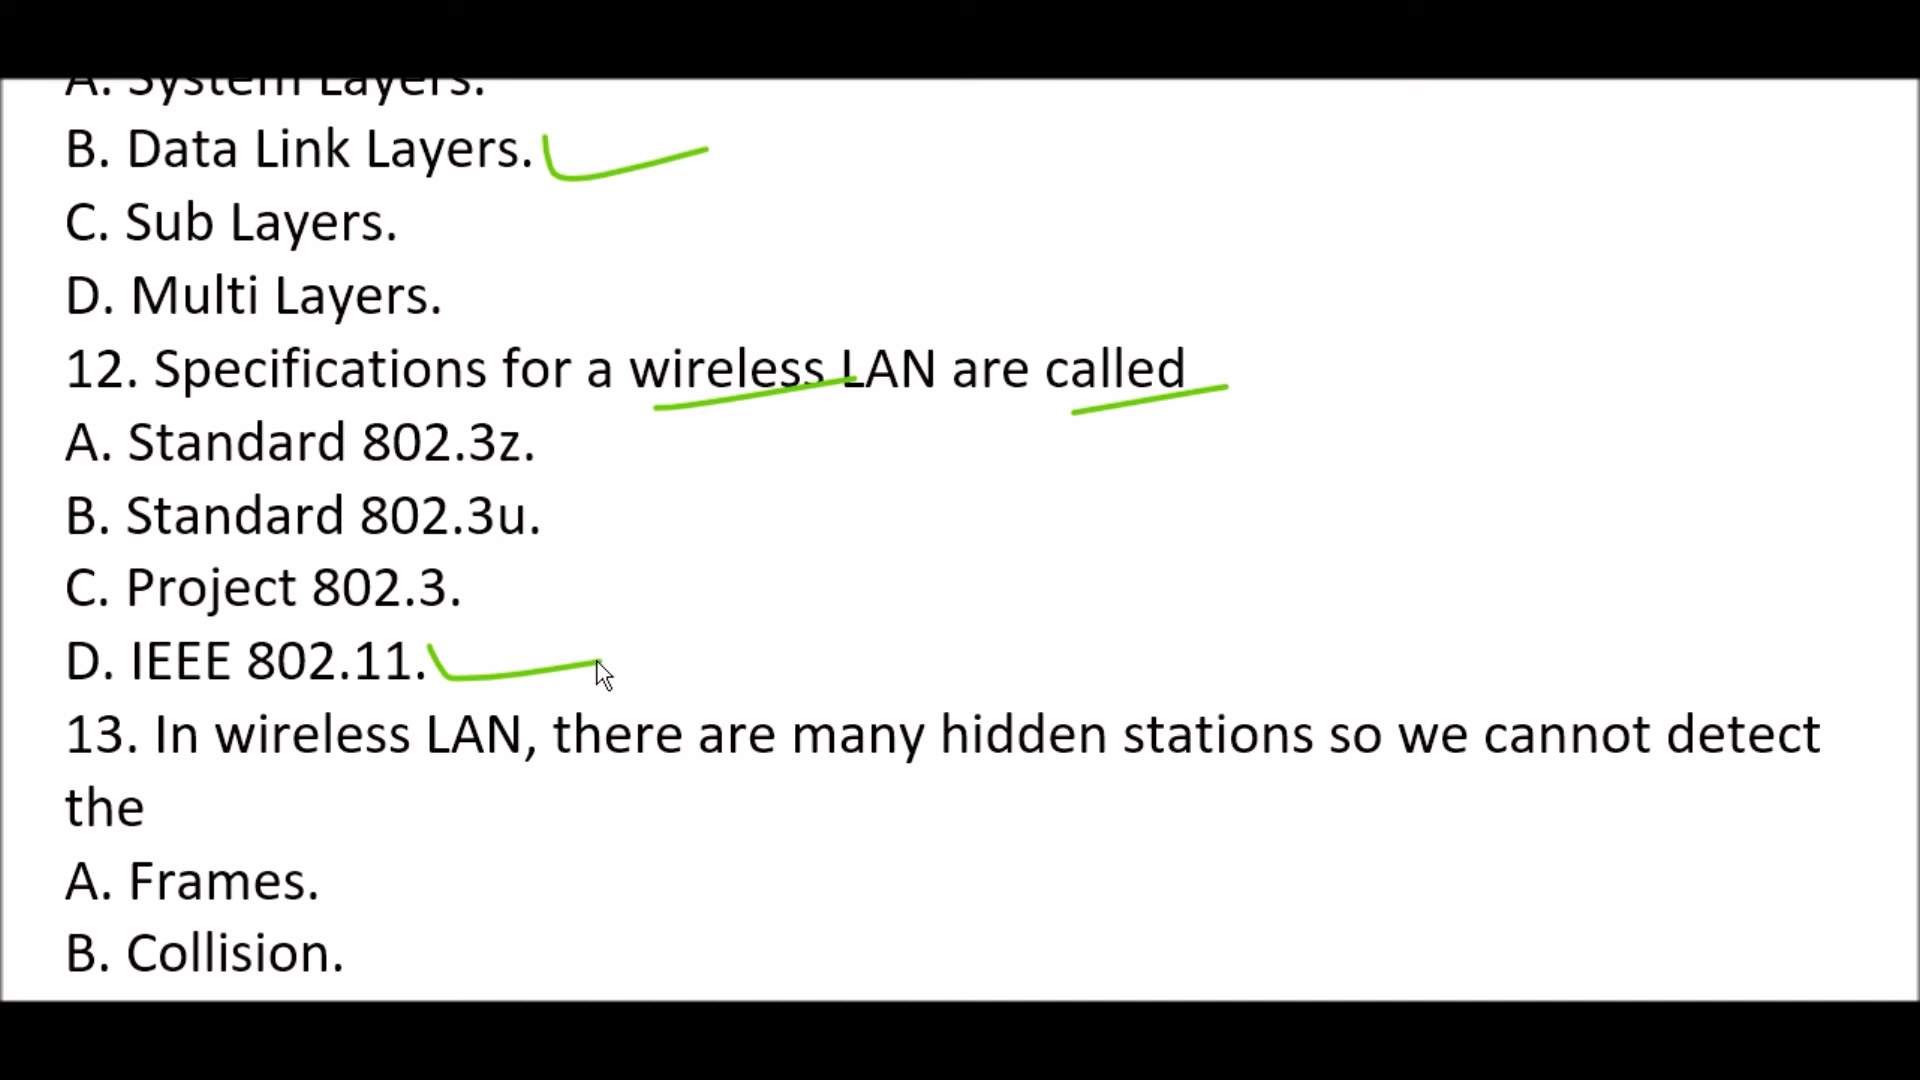 A. System Layers.
B. Data Link Layers.
C. Sub Layers.
D. Multi Layers.
12. Specifications for a wireless LAN are called
A. Standard 802.3z.
B. Standard 802.3u.
C. Project 802.3.
D. IEEE 802.11.
13. In wireless LAN, there are many hidden stations so we cannot detect
the
A. Frames.
B. Collision.